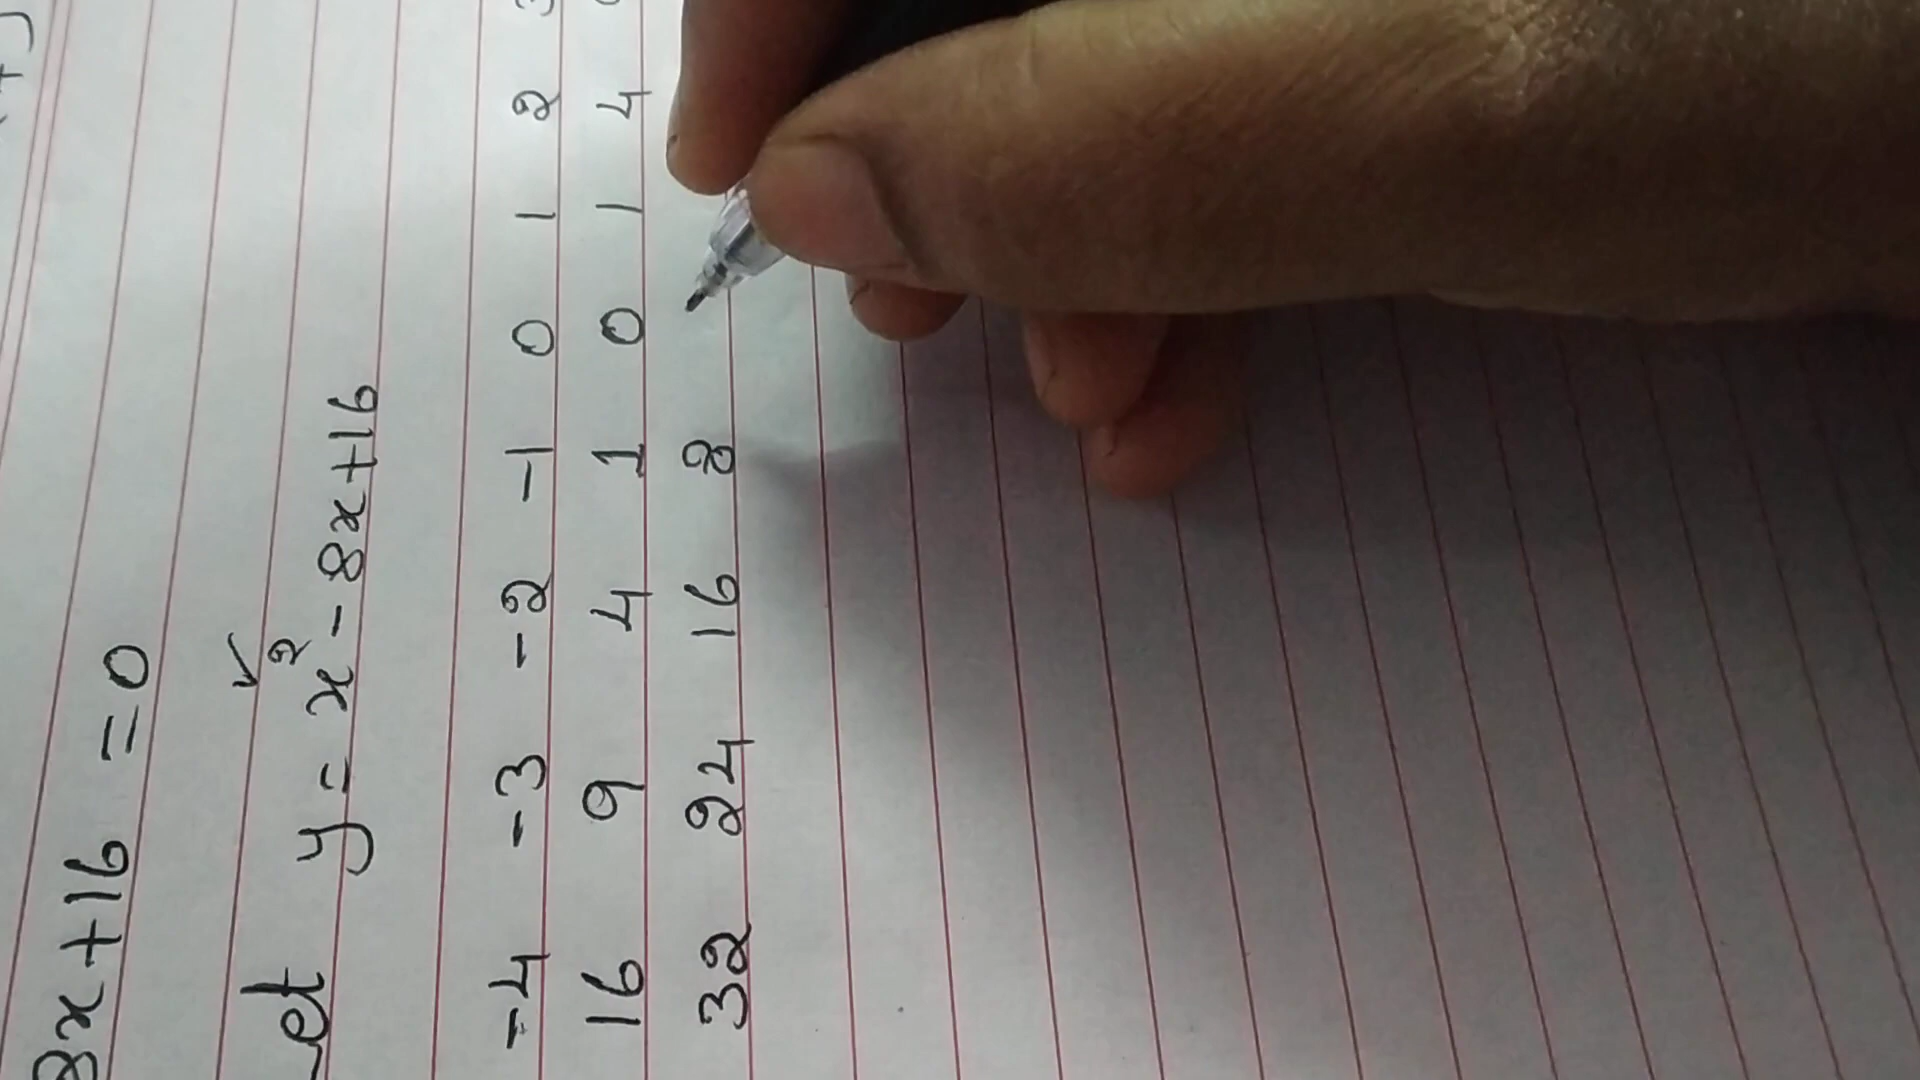 8x + 16 = 0
Let y = x² - 8x + 16
-4 -3 -2 -1 0 1 2 3
16 9 4 1 0 1 4
32 24 16 8